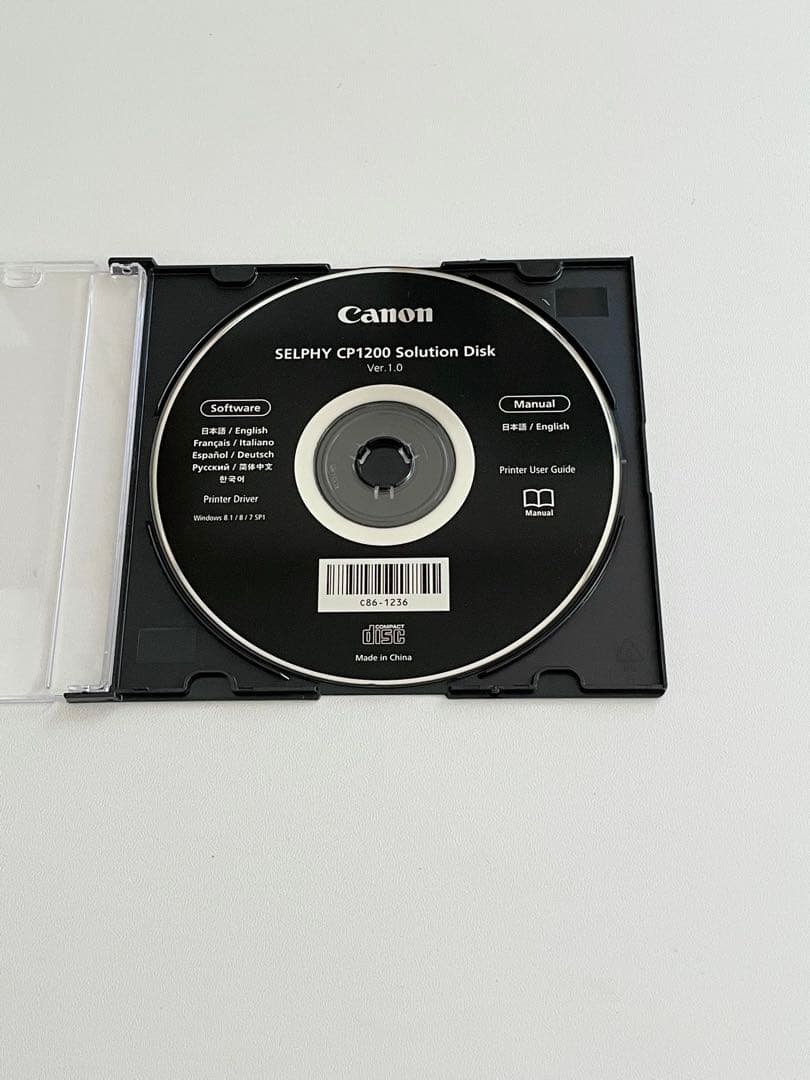 Canon
SELPHY CP1200 Solution Disk
Ver.1.0
Software
日本語 / English
Français / Italiano
Español / Deutsch
Русский / 简体中文
한국어
Printer Driver
Windows 8.1 / 8 / 7 SP1
Manual
日本語 / English
Printer User Guide
Manual
C86-1236
COMPACT
disc
Made in China